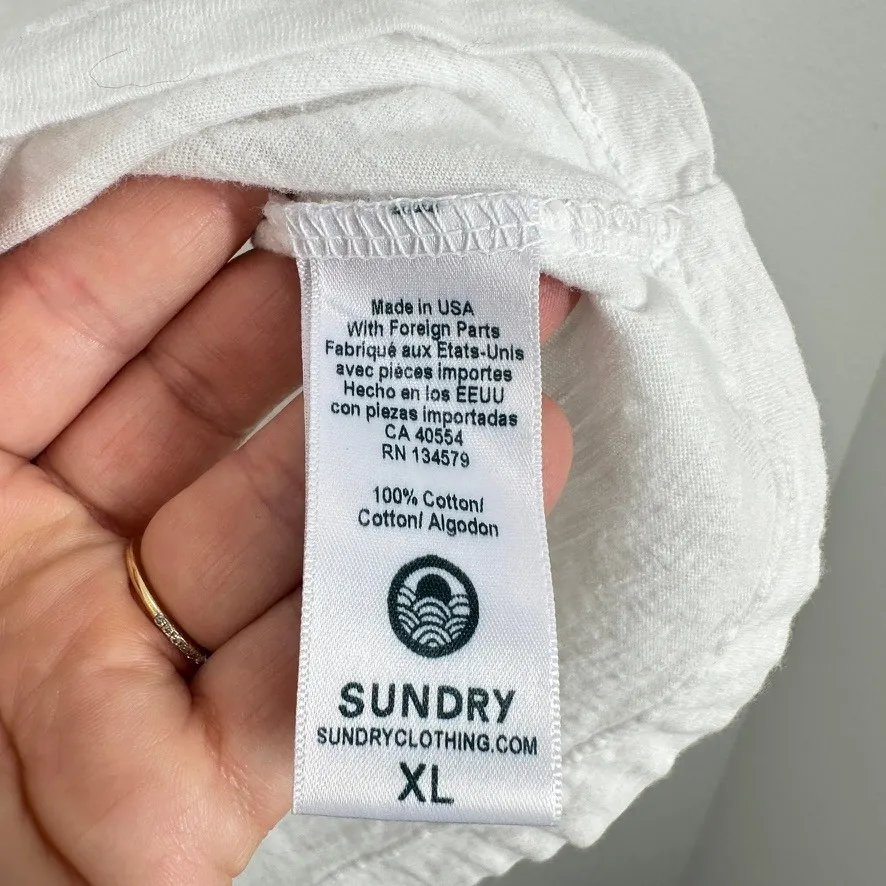 Made in USA
With Foreign Parts
Fabriqué aux Etats-Unis
avec pièces importes
Hecho en los EEUU
con piezas importadas
CA 40554
RN 134579
100% Cotton/
Cotton/ Algodon
SUNDRY
SUNDRYCLOTHING.COM
XL